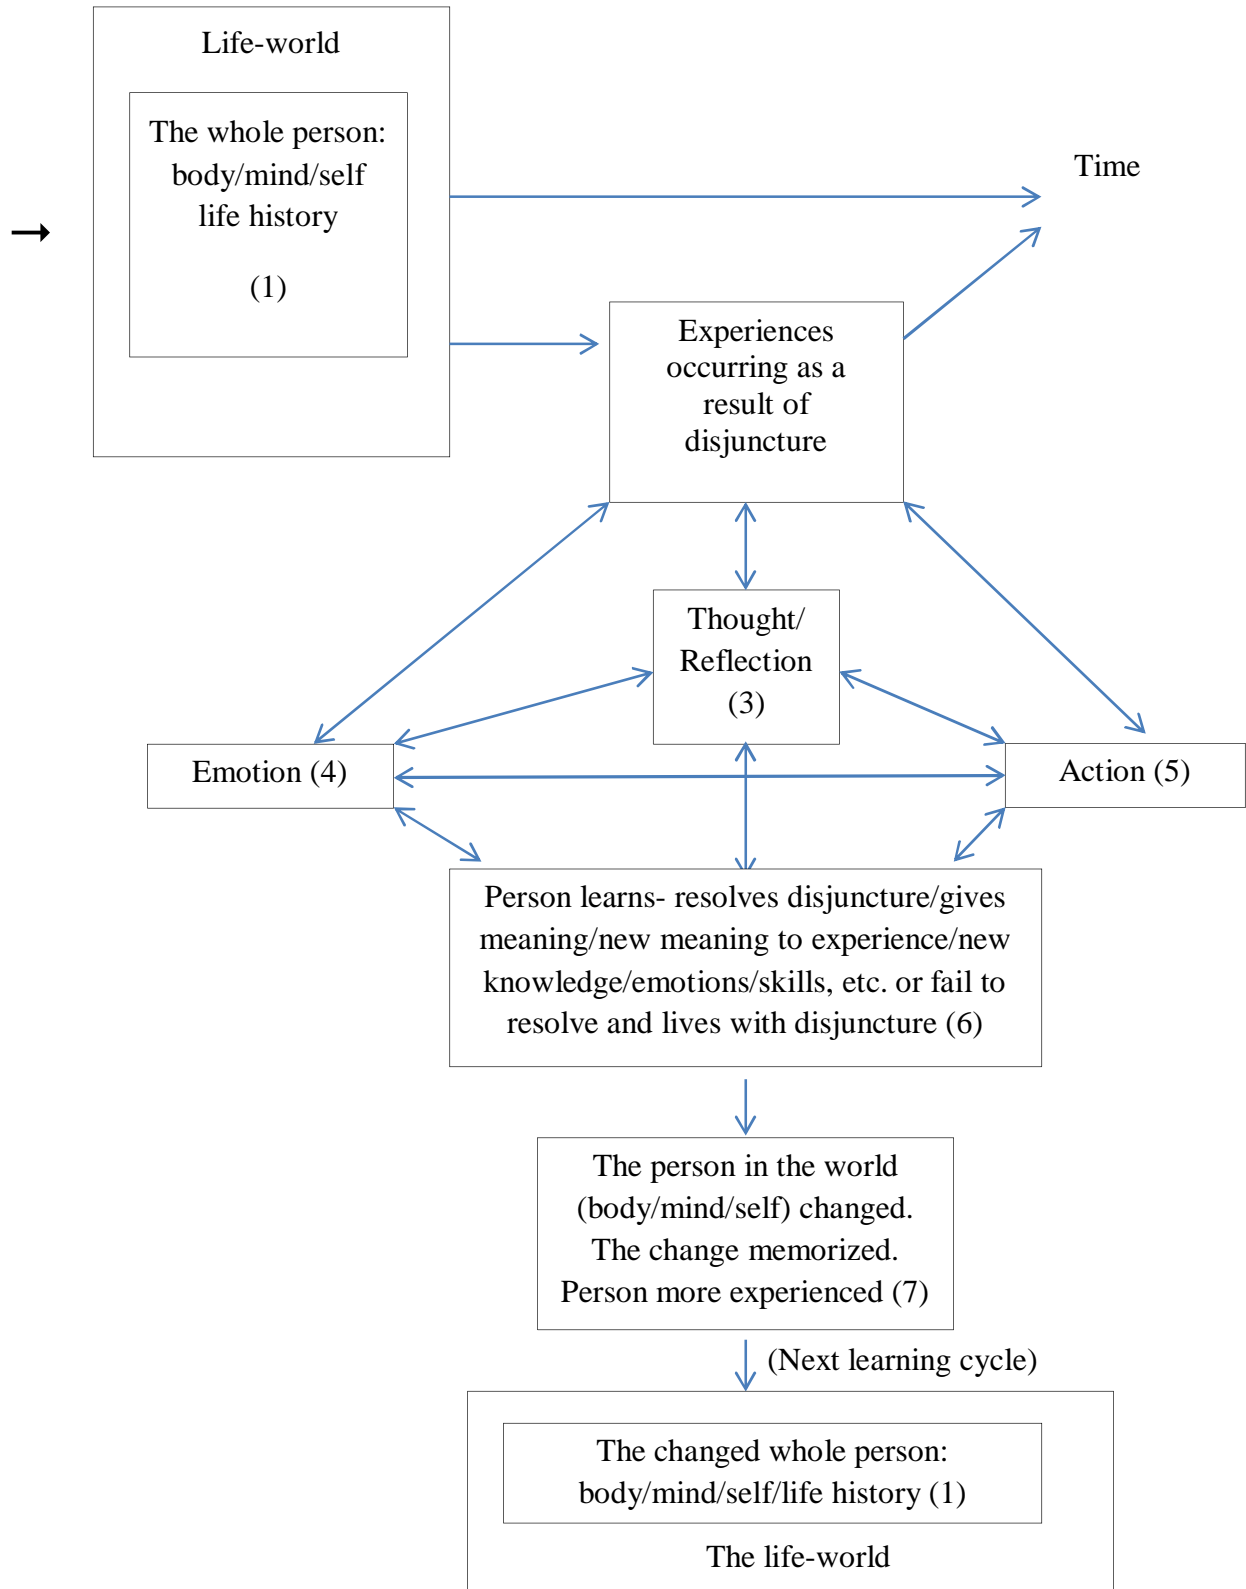 Life-world
The whole person:
body/mind/self
life history
(1)
Time
Experiences
occurring as a
result of
disjuncture
Thought/
Reflection
(3)
Emotion (4)
Action (5)
Person learns- resolves disjuncture/gives
meaning/new meaning to experience/new
knowledge/emotions/skills, etc. or fail to
resolve and lives with disjuncture (6)
The person in the world
(body/mind/self) changed.
The change memorized.
Person more experienced (7)
(Next learning cycle)
The changed whole person:
body/mind/self/life history (1)
The life-world